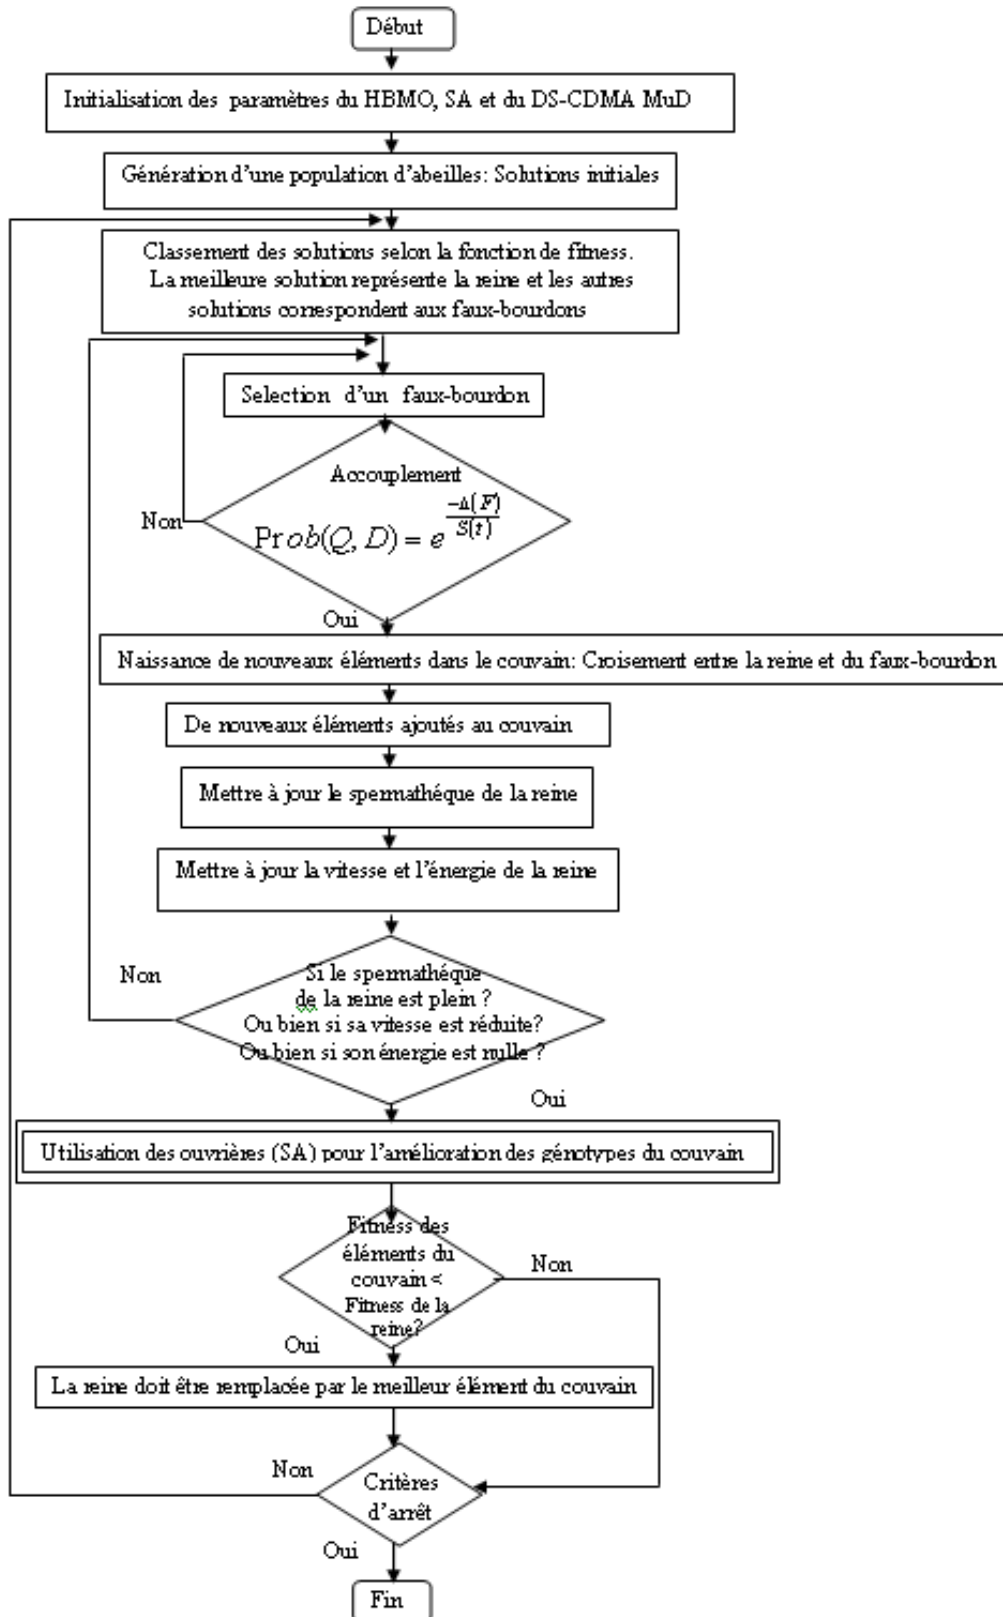 Début
Initialisation des paramètres du HBMO, SA et du DS-CDMA MuD
Génération d'une population d'abeilles: Solutions initiales
Classement des solutions selon la fonction de fitness.
La meilleure solution représente la reine et les autres
solutions correspondent aux faux-bourdons
Selection d'un faux-bourdon
Accouplement
Non
Prob(Q, D) = e^{\frac{-Δ(F)}{S(t)}}
Oui
Naissance de nouveaux éléments dans le couvain: Croisement entre la reine et du faux-bourdon
De nouveaux éléments ajoutés au couvain
Mettre à jour le spermathéque de la reine
Mettre à jour la vitesse et l'énergie de la reine
Non
Si le spermathéque
de la reine est plein ?
Ou bien si sa vitesse est réduite?
Ou bien si son énergie est nulle ?
Oui
Utilisation des ouvrières (SA) pour l'amélioration des génotypes du couvain
Fitness des
éléments du
couvain <
Fitness de la
reine?
Non
Oui
La reine doit être remplacée par le meilleur élément du couvain
Non
Critères
d'arrêt
Oui
Fin